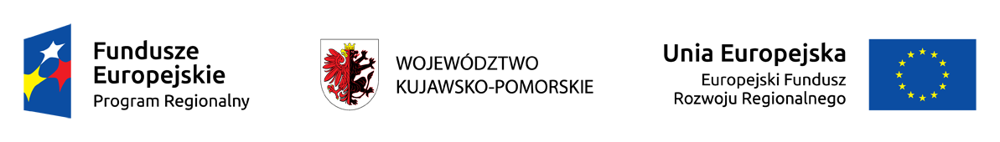 Fundusze
Europejskie
Program Regionalny
WOJEWÓDZTWO
KUJAWSKO-POMORSKIE
Unia Europejska
Europejski Fundusz
Rozwoju Regionalnego